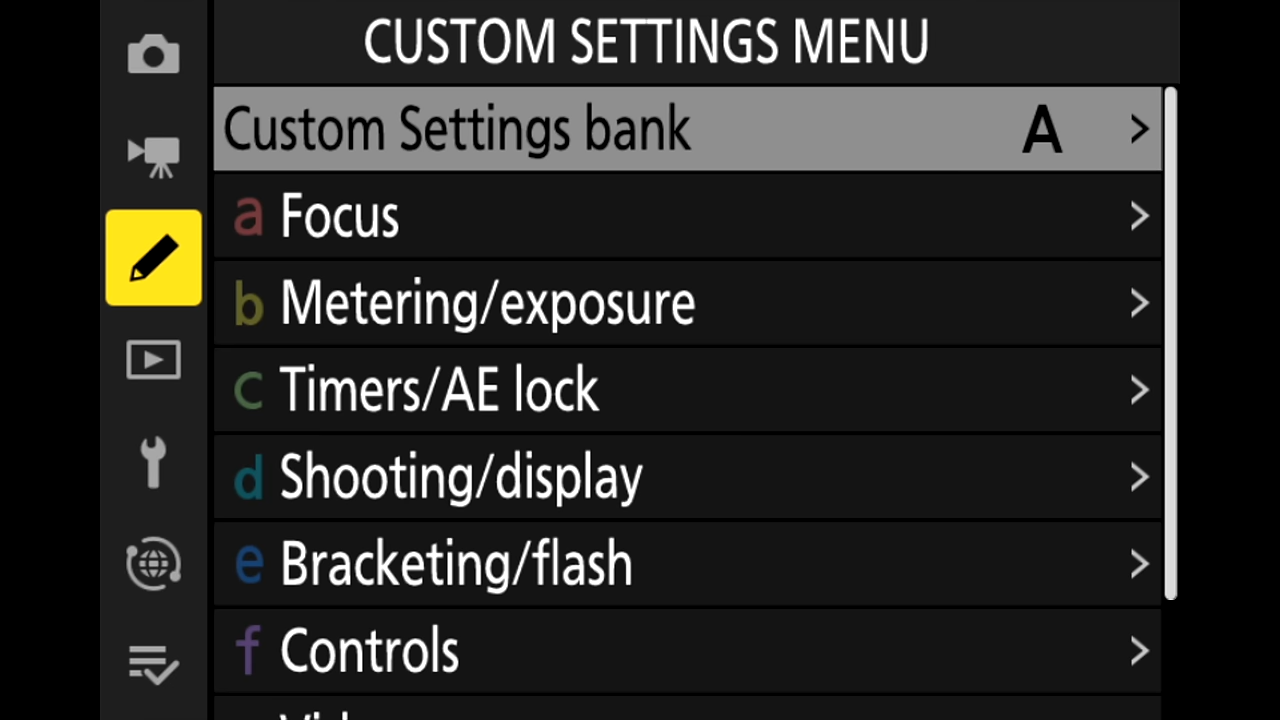 CUSTOM SETTINGS MENU
Custom Settings bank A >
a Focus >
b Metering/exposure >
c Timers/AE lock >
d Shooting/display >
e Bracketing/flash >
f Controls >